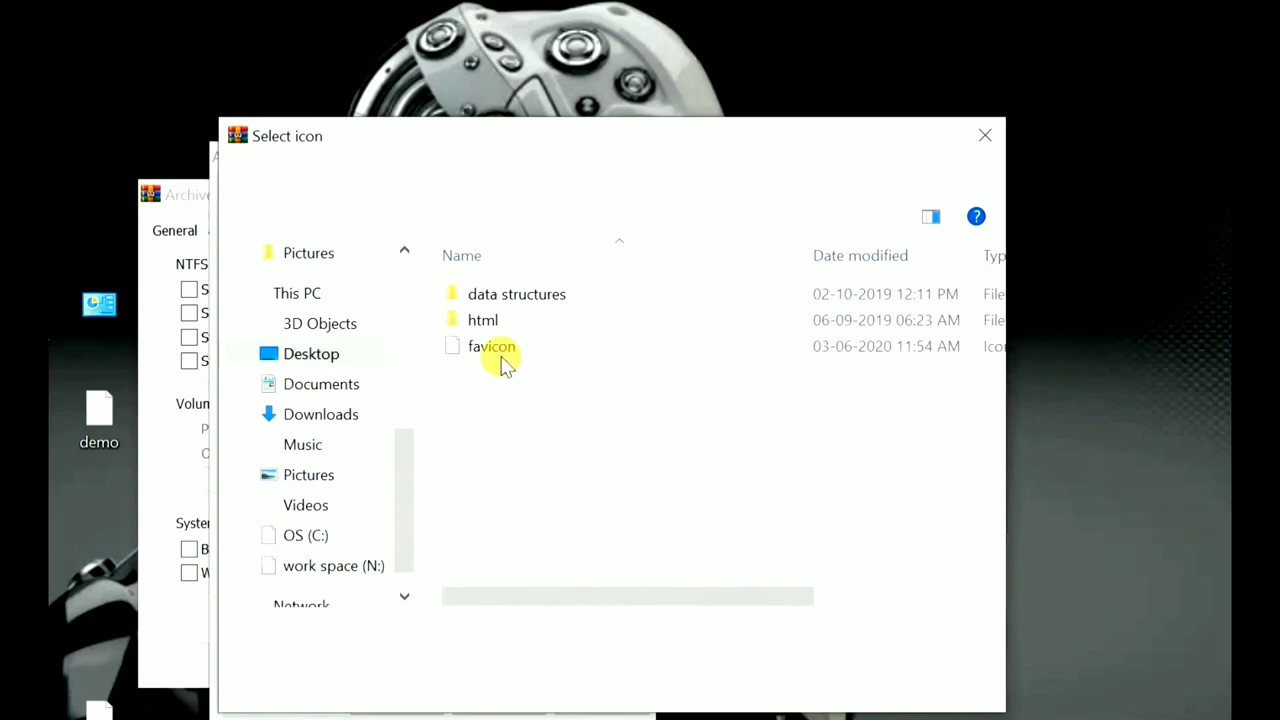 Select icon
Archive
General
NTFS
Volun
Syster
demo
Pictures
This PC
3D Objects
Desktop
Documents
Downloads
Music
Pictures
Videos
OS (C:)
work space (N:)
Network
Name Date modified Typ
data structures 02-10-2019 12:11 PM File
html 06-09-2019 06:23 AM File
favicon 03-06-2020 11:54 AM Ico
?